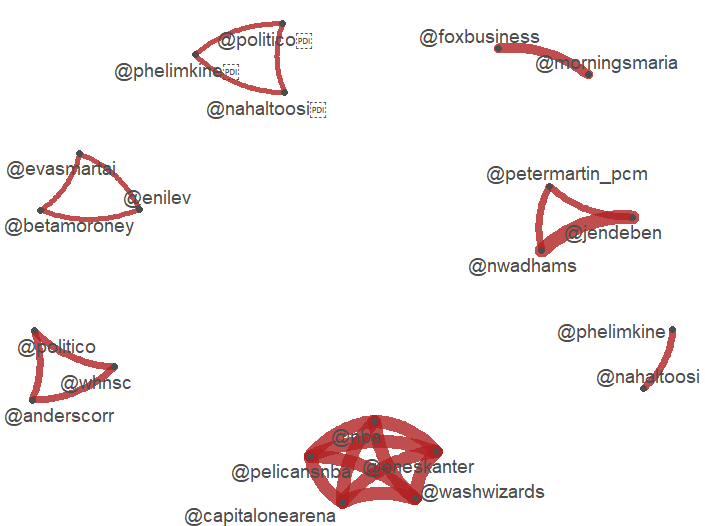 @foxbusiness
@politico PDI
@morningsmaria
@phelimkine PDI
@nahaltoosi PDI
@evasmartai
@petermartin_pcm
@enilev
@betamoroney
@jendeben
@nwadhams
@phelimkine
@politico
@nahaltoosi
@whnsc
@anderscorr
@nba
@pelicansnba
@eneskanter
@washwizards
@capitalonearena